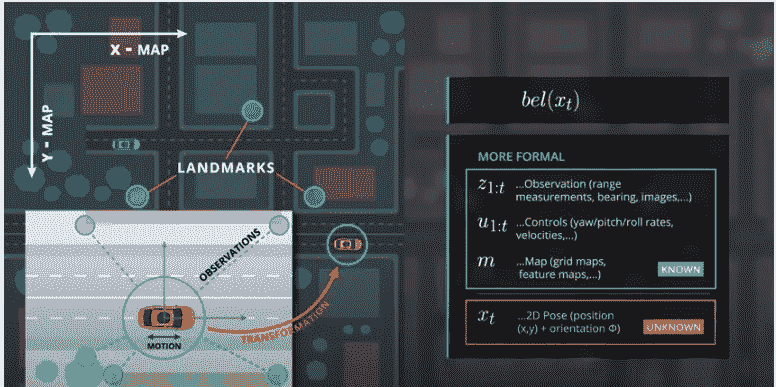 X - MAP
Y - MAP
LANDMARKS
OBSERVATIONS
MOTION
TRANSFORMATION
bel(x_t)
MORE FORMAL
z_{1:t} ...Observation (range
measurements, bearing, images,...)
u_{1:t} ...Controls (yaw/pitch/roll rates,
velocities,...)
m ...Map (grid maps,
feature maps,...)
KNOWN
x_t ...2D Pose (position
(x,y) + orientation Φ)
UNKNOWN